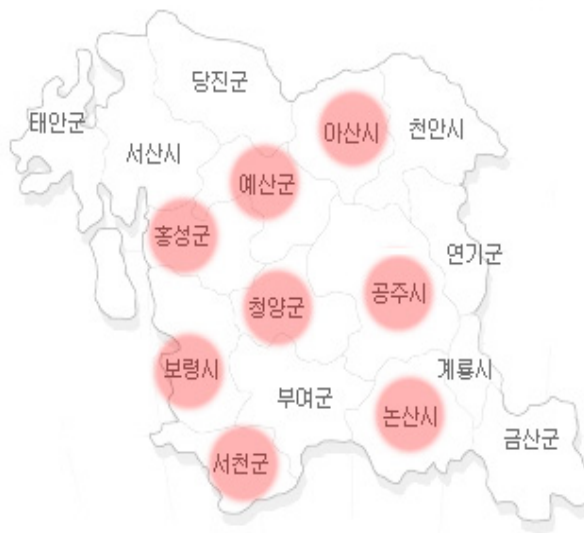 당진군
태안군
아산시
천안시
서산시
예산군
홍성군
연기군
청양군
공주시
보령시
계룡시
부여군
논산시
금산군
서천군